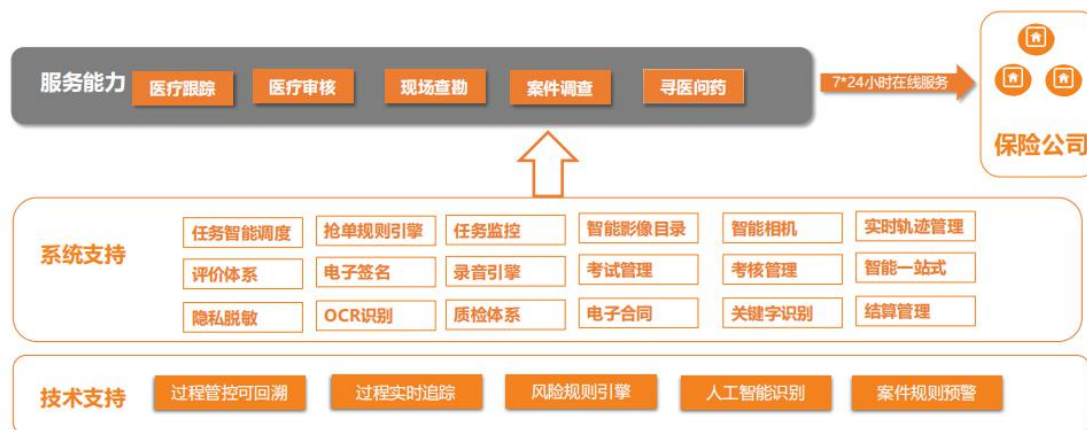 服务能力
医疗跟踪
医疗审核
现场查勘
案件调查
寻医问药
7*24小时在线服务
保险公司
系统支持
任务智能调度
抢单规则引擎
任务监控
智能影像目录
智能相机
实时轨迹管理
评价体系
电子签名
录音引擎
考试管理
考核管理
智能一站式
隐私脱敏
OCR识别
质检体系
电子合同
关键字识别
结算管理
技术支持
过程管控可回溯
过程实时追踪
风险规则引擎
人工智能识别
案件规则预警